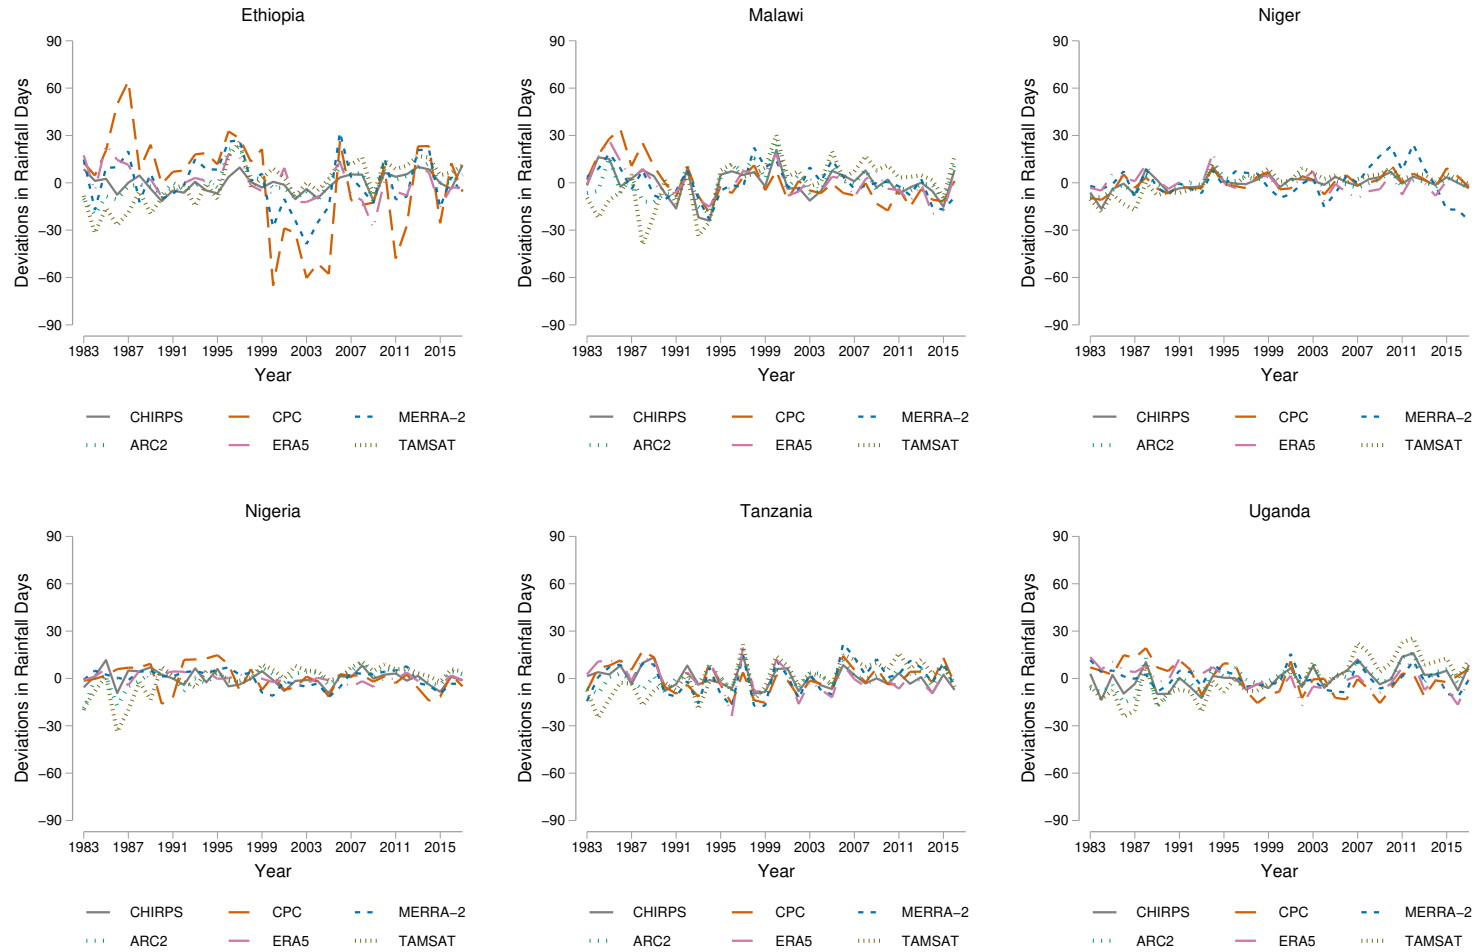 Ethiopia
Deviations in Rainfall Days
90
60
30
0
−30
−60
−90
1983 1987 1991 1995 1999 2003 2007 2011 2015
Year
CHIRPS CPC MERRA−2
ARC2 ERA5 TAMSAT
Malawi
Deviations in Rainfall Days
90
60
30
0
−30
−60
−90
1983 1987 1991 1995 1999 2003 2007 2011 2015
Year
CHIRPS CPC MERRA−2
ARC2 ERA5 TAMSAT
Niger
Deviations in Rainfall Days
90
60
30
0
−30
−60
−90
1983 1987 1991 1995 1999 2003 2007 2011 2015
Year
CHIRPS CPC MERRA−2
ARC2 ERA5 TAMSAT
Nigeria
Deviations in Rainfall Days
90
60
30
0
−30
−60
−90
1983 1987 1991 1995 1999 2003 2007 2011 2015
Year
CHIRPS CPC MERRA−2
ARC2 ERA5 TAMSAT
Tanzania
Deviations in Rainfall Days
90
60
30
0
−30
−60
−90
1983 1987 1991 1995 1999 2003 2007 2011 2015
Year
CHIRPS CPC MERRA−2
ARC2 ERA5 TAMSAT
Uganda
Deviations in Rainfall Days
90
60
30
0
−30
−60
−90
1983 1987 1991 1995 1999 2003 2007 2011 2015
Year
CHIRPS CPC MERRA−2
ARC2 ERA5 TAMSAT